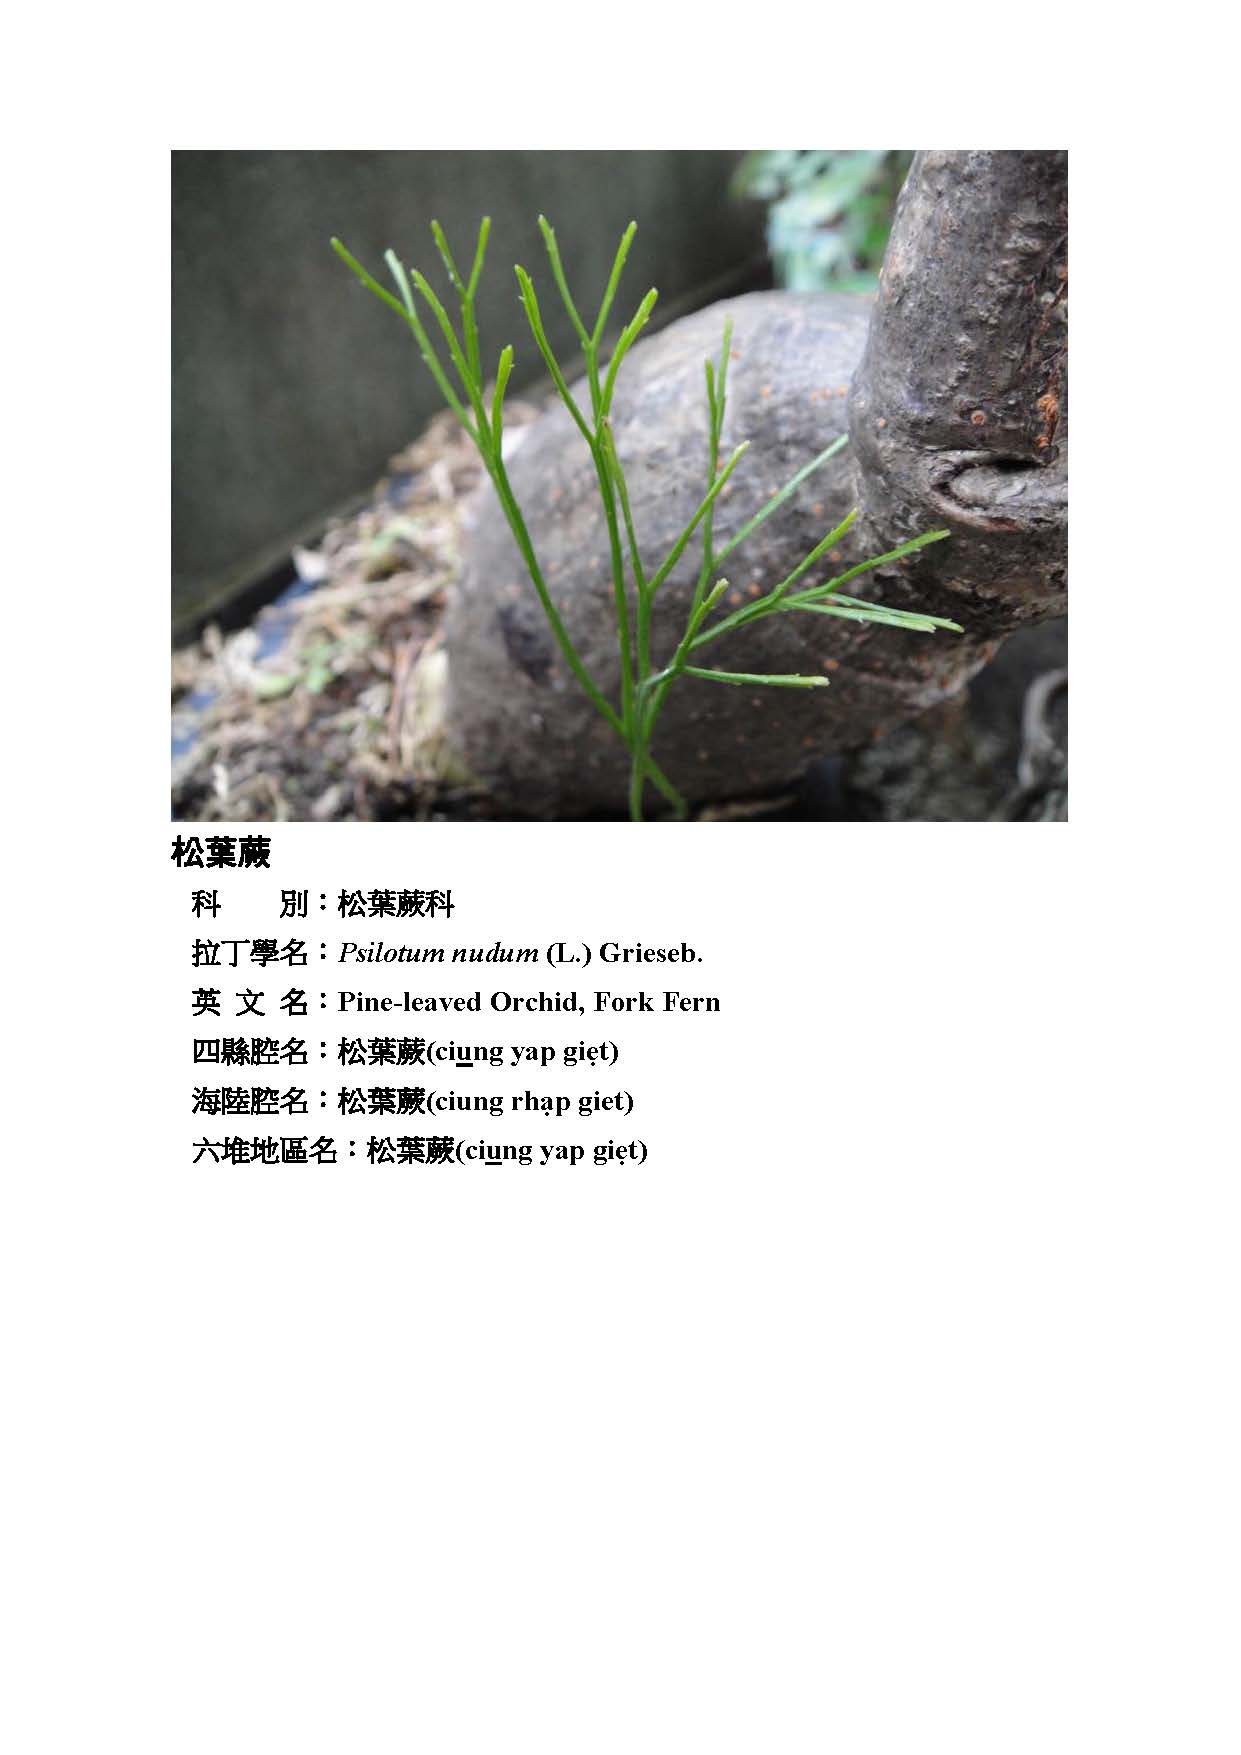 松葉蕨
科　　別：松葉蕨科
拉丁學名：Psilotum nudum (L.) Grieseb.
英 文 名：Pine-leaved Orchid, Fork Fern
四縣腔名：松葉蕨(ciu̲ng yap giẹt)
海陸腔名：松葉蕨(ciung rhạp giet)
六堆地區名：松葉蕨(ciu̲ng yap giẹt)